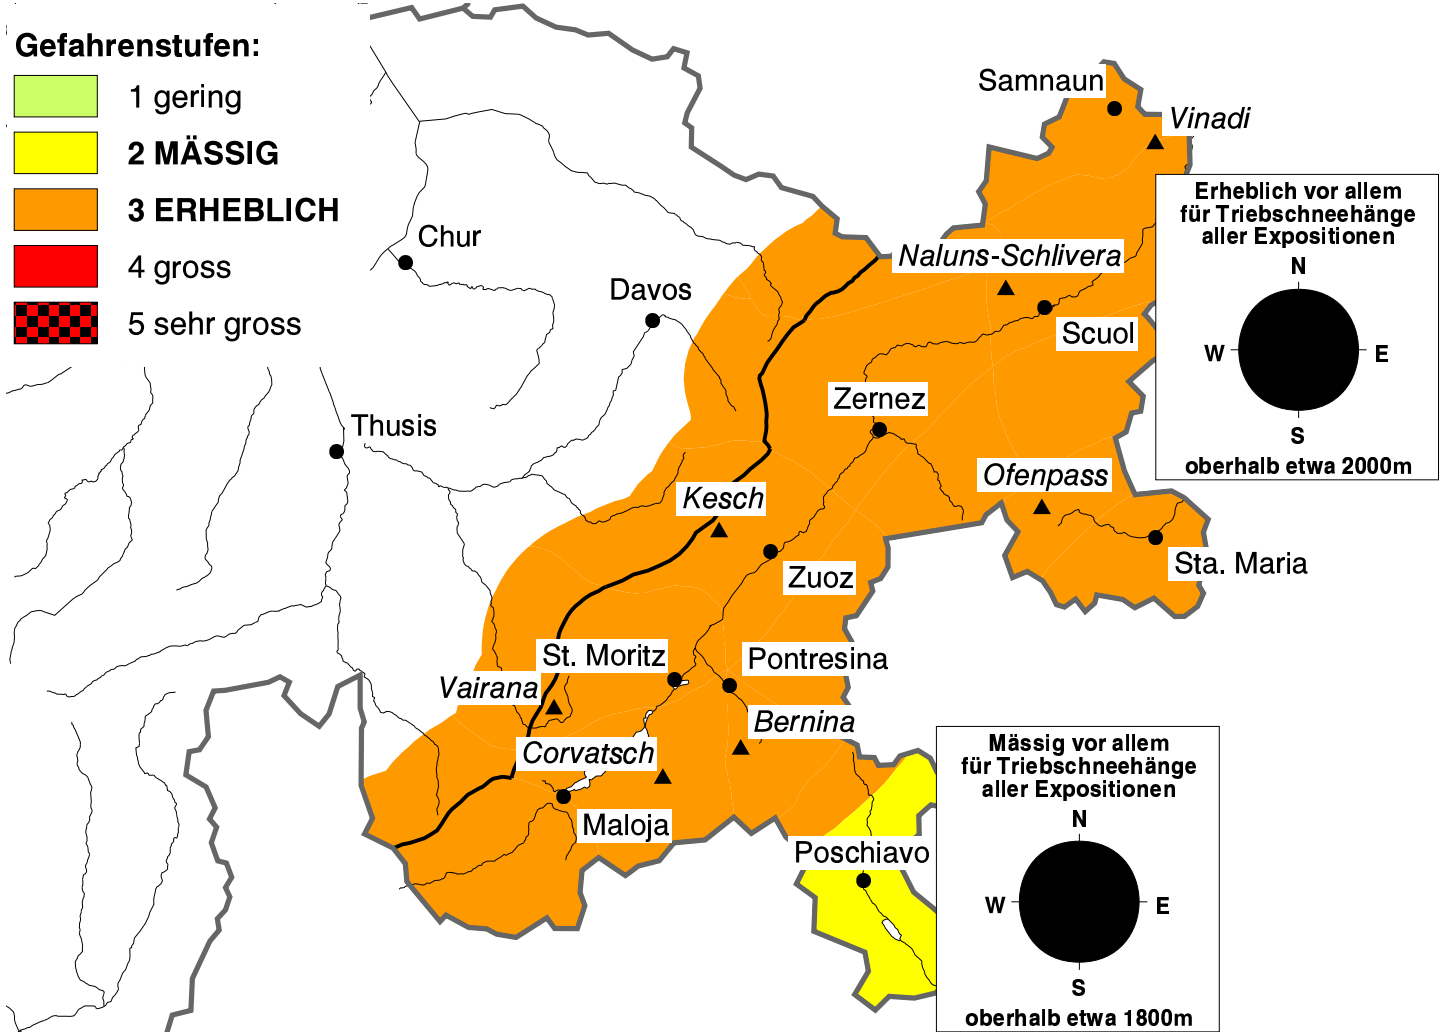 Gefahrenstufen:
1 gering
2 MÄSSIG
3 ERHEBLICH
4 gross
5 sehr gross
Samnaun
Vinadi
Erheblich vor allem
für Triebschneehänge
aller Expositionen
N
W E
S
oberhalb etwa 2000m
Chur
Naluns-Schlivera
Davos
Scuol
Zernez
Thusis
Ofenpass
Kesch
Sta. Maria
Zuoz
St. Moritz
Pontresina
Vairana
Bernina
Corvatsch
Maloja
Poschiavo
Mässig vor allem
für Triebschneehänge
aller Expositionen
N
W E
S
oberhalb etwa 1800m